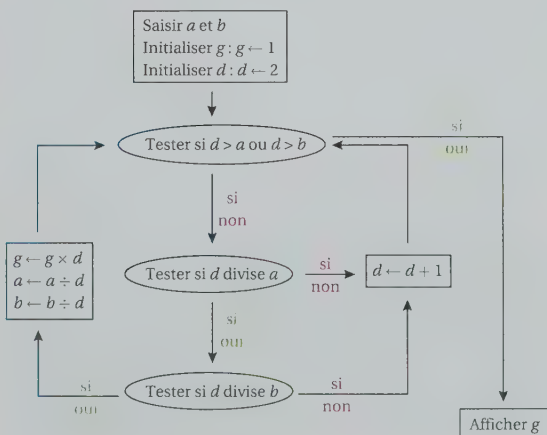 Saisir a et b
Initialiser g : g ← 1
Initialiser d : d ← 2
Tester si d > a ou d > b
si
oui
si
non
g ← g × d
a ← a ÷ d
b ← b ÷ d
Tester si d divise a
si
non
d ← d + 1
si
oui
si
oui
Tester si d divise b
si
non
Afficher g